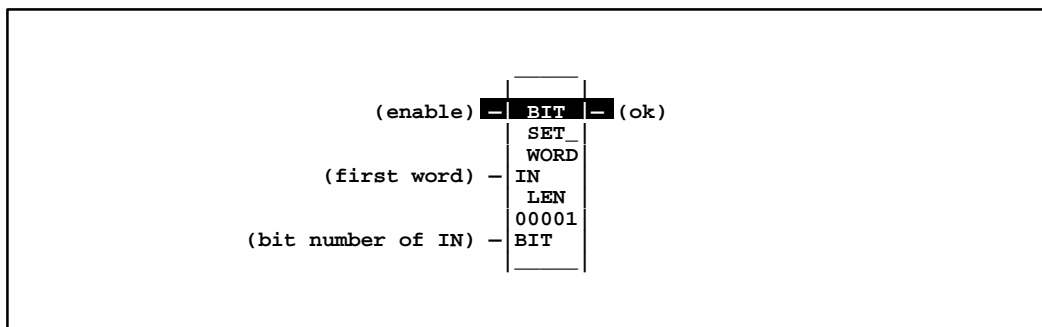 (enable) BIT (ok)
SET_
WORD
(first word) IN
LEN
00001
(bit number of IN) BIT